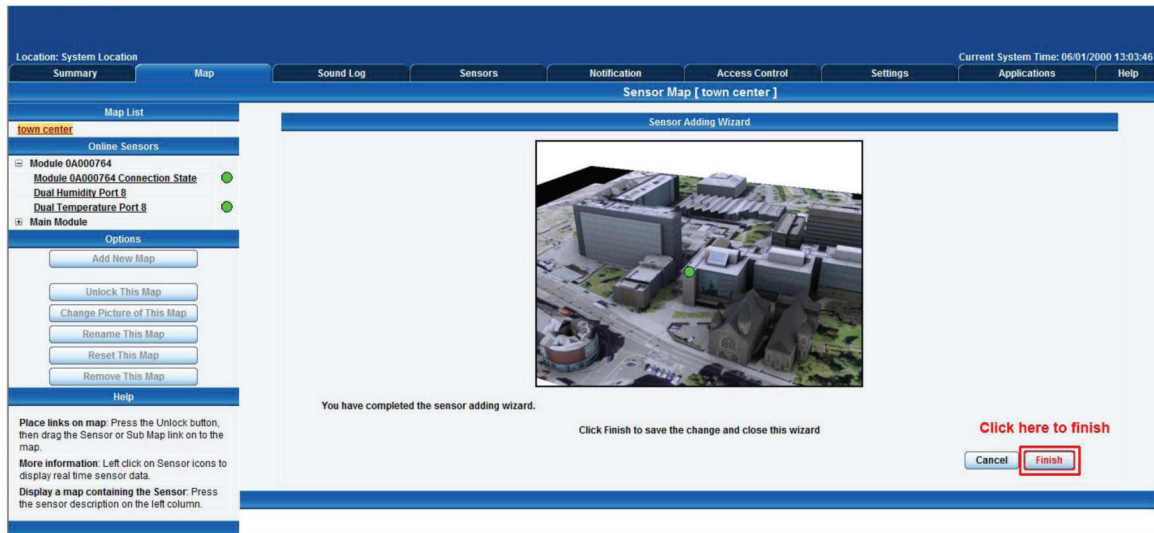 Location: System Location
Current System Time: 06/01/2000 13:03:46
Summary Map Sound Log Sensors Notification Access Control Settings Applications Help
Sensor Map [ town center ]
Map List
town center
Online Sensors
Module 0A000764
Module 0A000764 Connection State
Dual Humidity Port 8
Dual Temperature Port 8
Main Module
Options
Add New Map
Unlock This Map
Change Picture of This Map
Rename This Map
Reset This Map
Remove This Map
Help
Place links on map: Press the Unlock button,
then drag the Sensor or Sub Map link on to the
map.
More information: Left click on Sensor icons to
display real time sensor data.
Display a map containing the Sensor: Press
the sensor description on the left column.
Sensor Adding Wizard
You have completed the sensor adding wizard.
Click Finish to save the change and close this wizard
Click here to finish
Cancel Finish